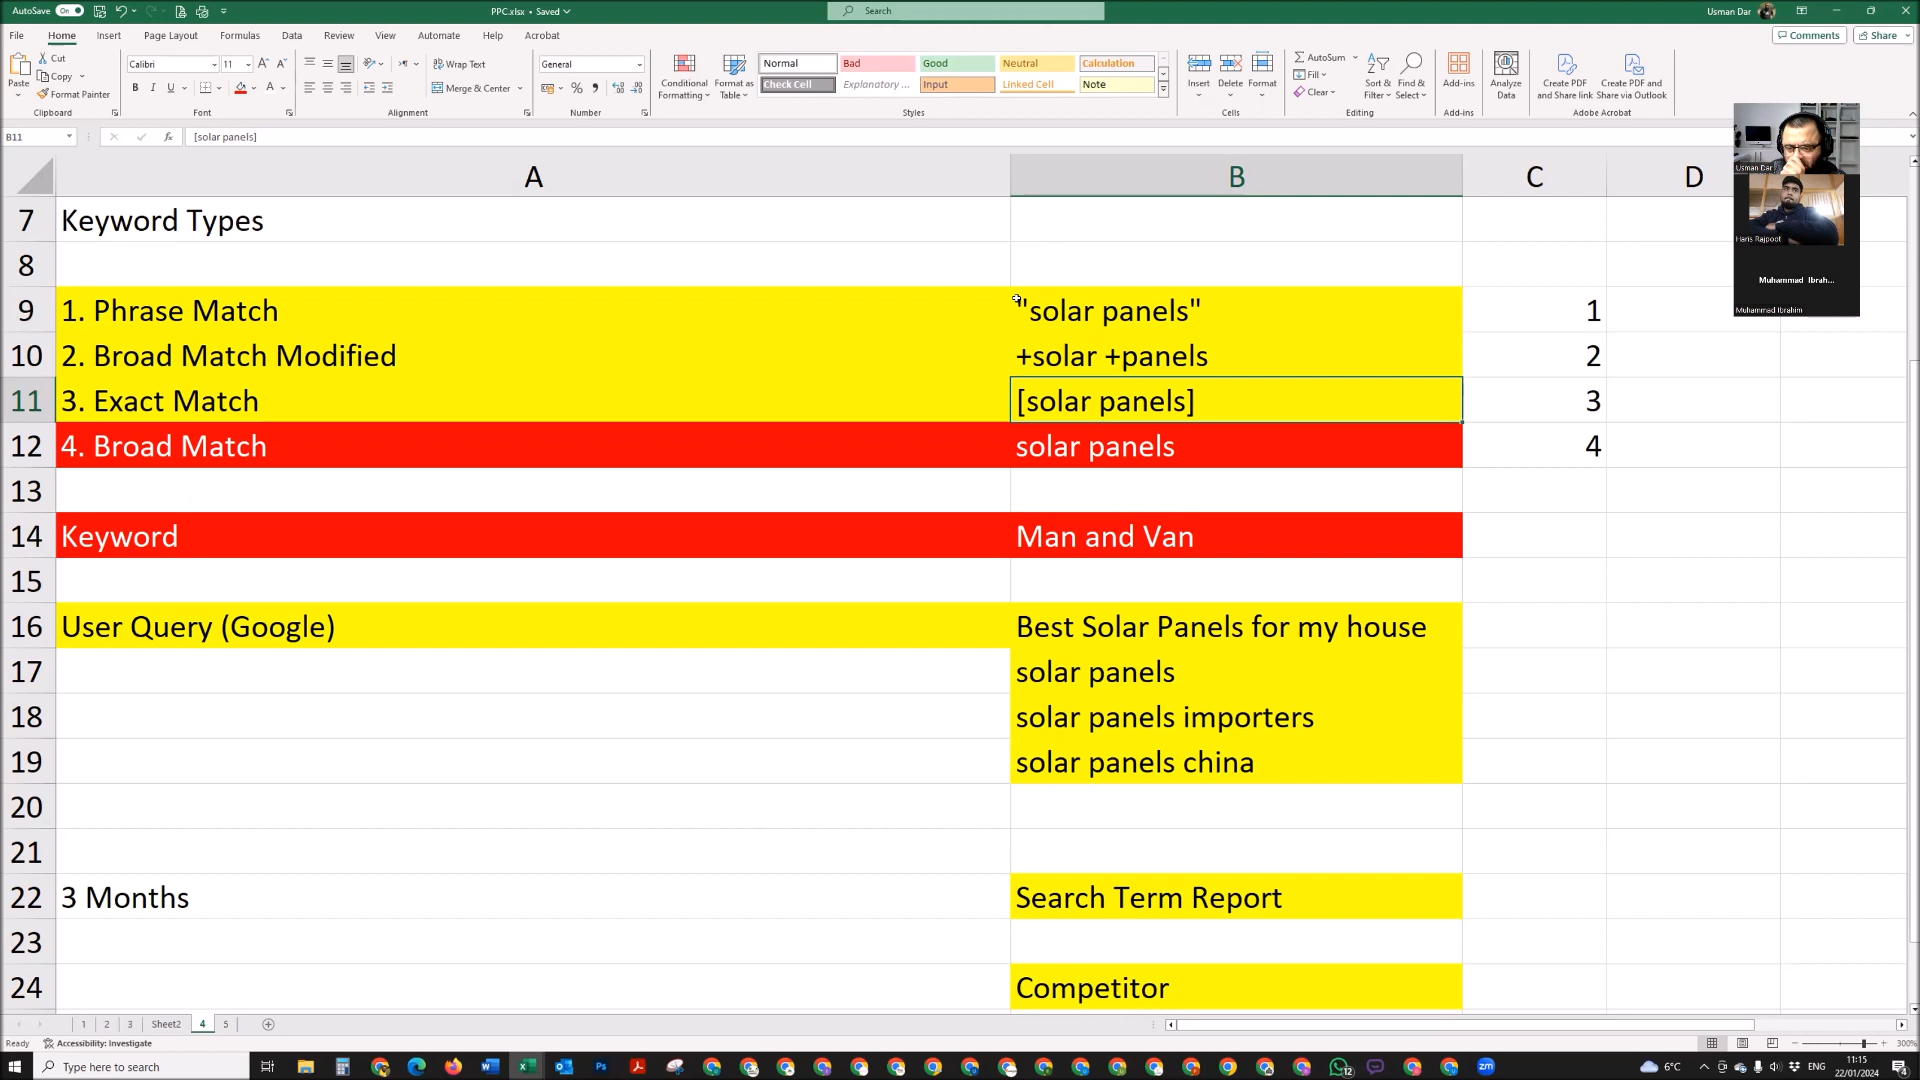 AutoSave On PPC.xlsx • Saved Search Usman Dar
File Home Insert Page Layout Formulas Data Review View Automate Help Acrobat Comments Share
Paste Cut Copy Format Painter Clipboard
Calibri 11 B I U A Font
Wrap Text Merge & Center Alignment
General % Number
Conditional Formatting Format as Table
Normal Bad Good Neutral Calculation
Check Cell Explanatory ... Input Linked Cell Note
Styles
Insert Delete Format Cells
AutoSum Fill Clear Sort & Filter Find & Select Editing
Add-ins Add-ins
Analyze Data
Create PDF and Share link Create PDF and Share via Outlook Adobe Acrobat
B11 fx [solar panels]
A B C D
7 Keyword Types
8
9 1. Phrase Match "solar panels" 1
10 2. Broad Match Modified +solar +panels 2
11 3. Exact Match [solar panels] 3
12 4. Broad Match solar panels 4
13
14 Keyword Man and Van
15
16 User Query (Google) Best Solar Panels for my house
17 solar panels
18 solar panels importers
19 solar panels china
20
21
22 3 Months Search Term Report
23
24 Competitor
Usman Dar
Haris Rajpoot
Muhammad Ibrah...
Muhammad Ibrahim
1 2 3 Sheet2 4 5
Ready Accessibility: Investigate 300%
Type here to search 12 6°C ENG 11:15 22/01/2024 4